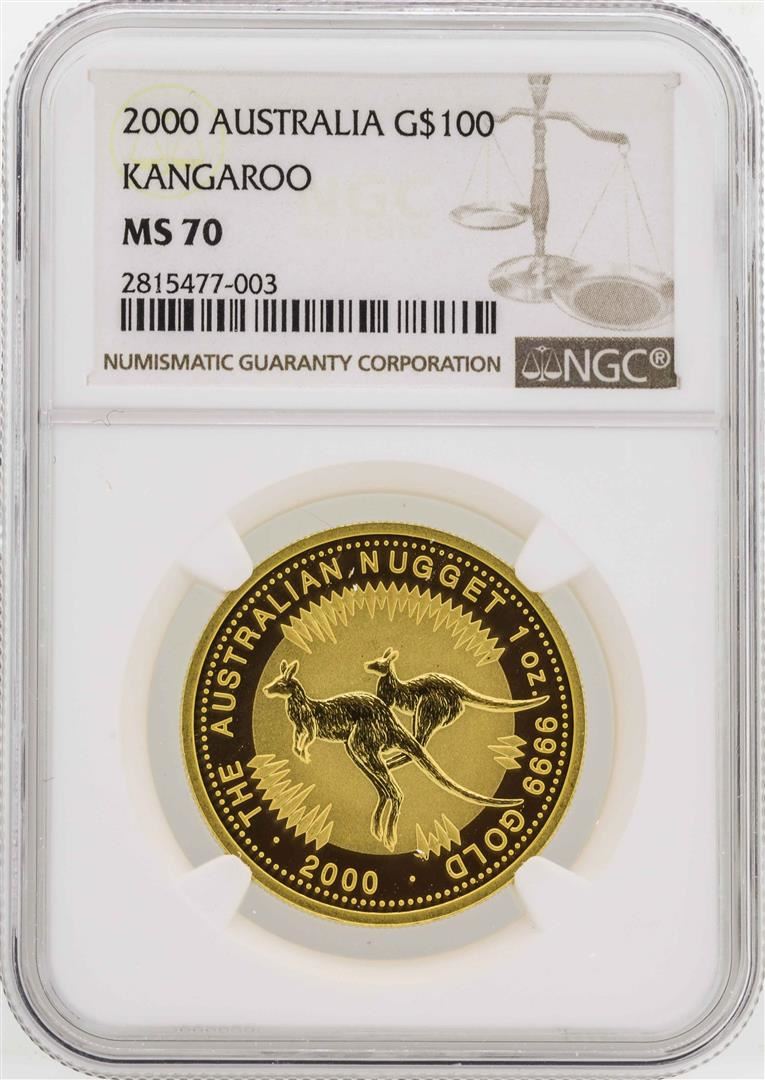 2000 AUSTRALIA G$100
KANGAROO
MS 70
2815477-003
NUMISMATIC GUARANTY CORPORATION
NGC®
NGC
THE AUSTRALIAN NUGGET 1 oz. 9999 GOLD
· 2000 ·